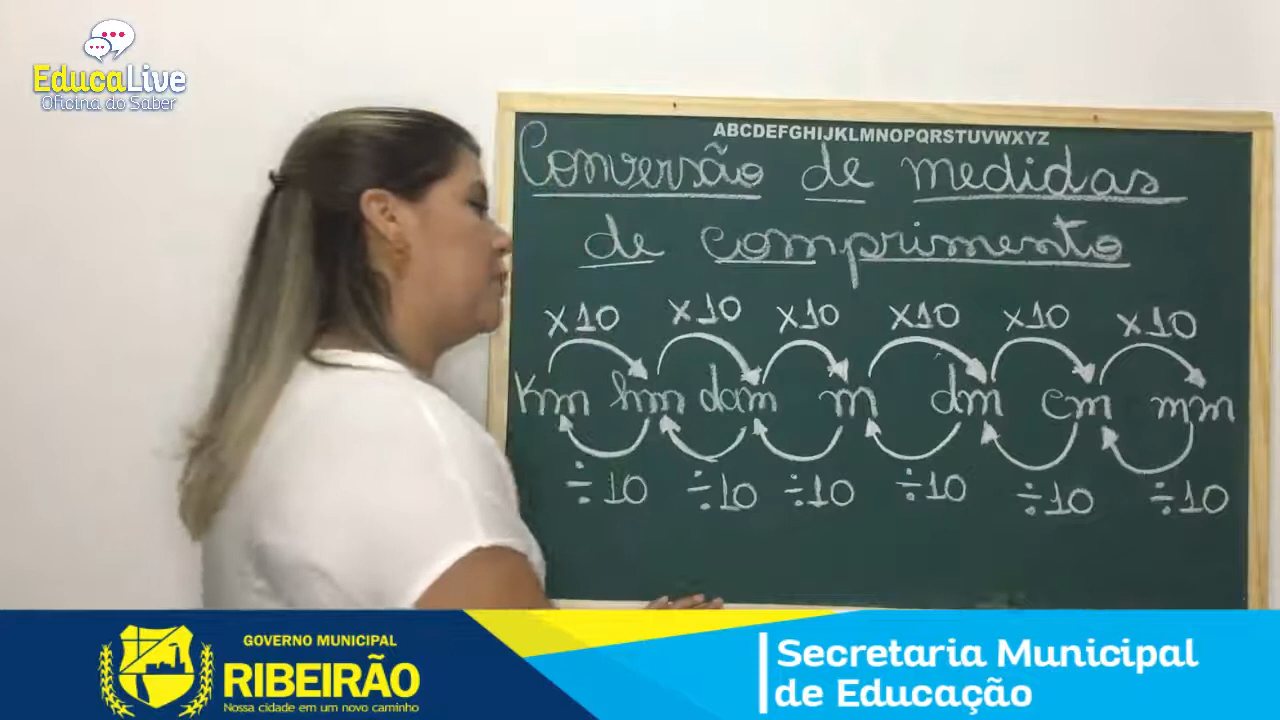 EducaLive
Oficina do Saber
ABCDEFGHIJKLMNOPQRSTUVWXYZ
Conversão de medidas
de comprimento
x10 x10 x10 x10 x10 x10
Km hm dam m dm cm mm
÷10 ÷10 ÷10 ÷10 ÷10 ÷10
GOVERNO MUNICIPAL
RIBEIRÃO
Nossa cidade em um novo caminho
Secretaria Municipal
de Educação